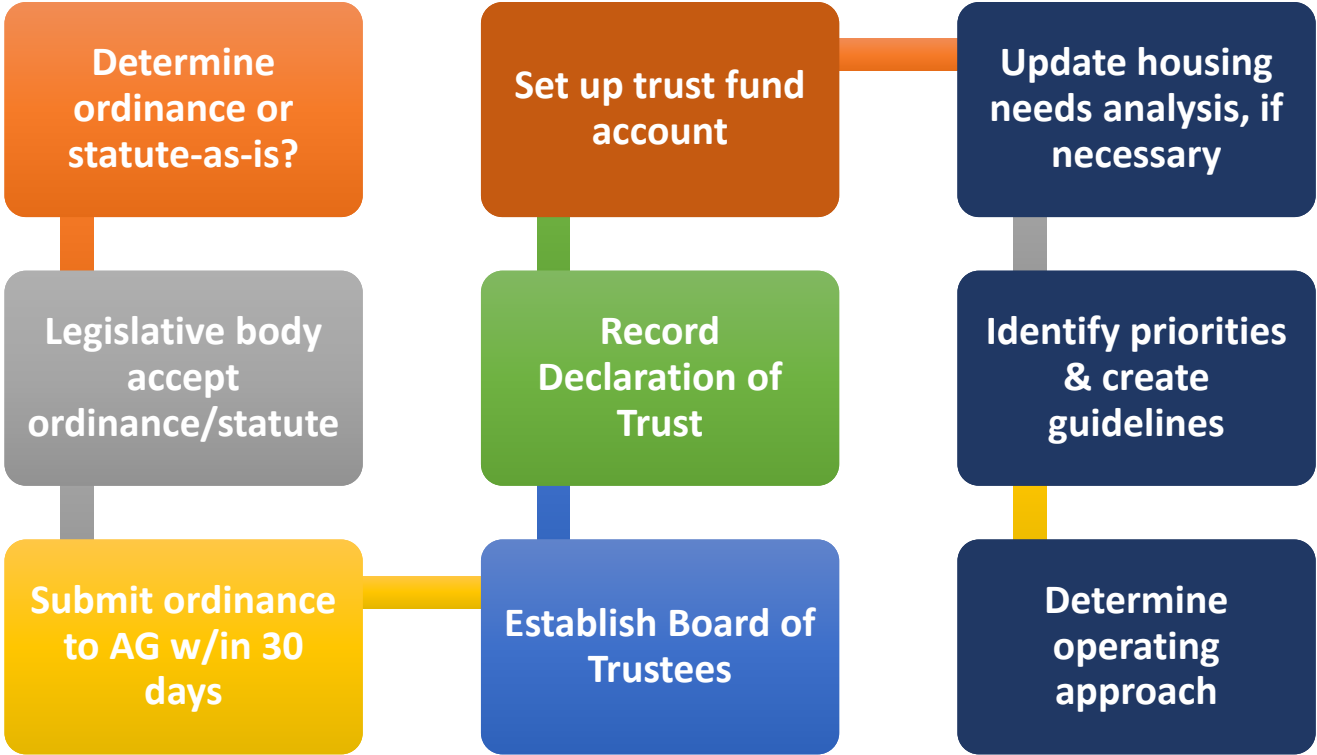 Determine
ordinance or
statute-as-is?
Legislative body
accept
ordinance/statute
Submit ordinance
to AG w/in 30
days
Establish Board of
Trustees
Record
Declaration of
Trust
Set up trust fund
account
Update housing
needs analysis, if
necessary
Identify priorities
& create
guidelines
Determine
operating
approach